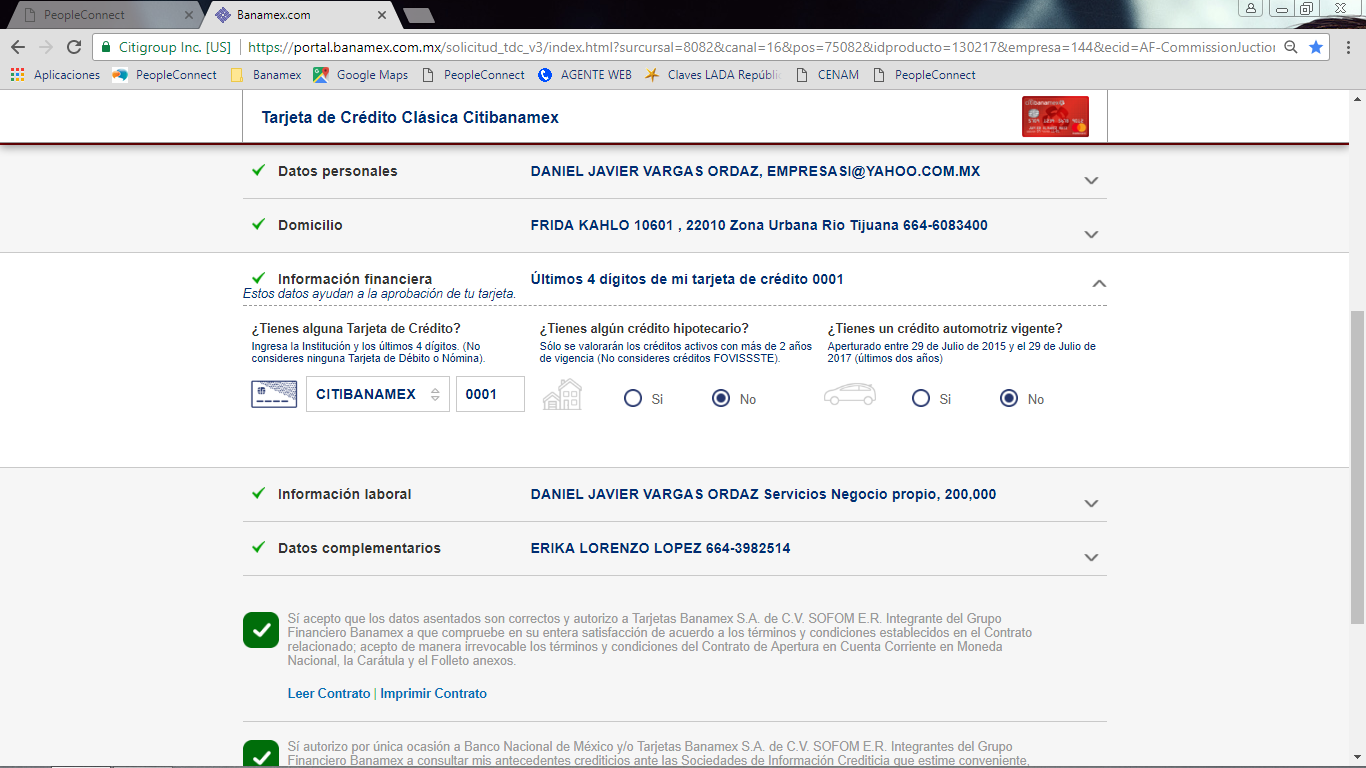 PeopleConnect
Banamex.com
Citigroup Inc. [US] | https://portal.banamex.com.mx/solicitud_tdc_v3/index.html?surcursal=8082&canal=16&pos=75082&idproducto=130217&empresa=144&ecid=AF-CommissionJuctio
Aplicaciones PeopleConnect Banamex Google Maps PeopleConnect AGENTE WEB Claves LADA Repúbli CENAM PeopleConnect
Tarjeta de Crédito Clásica Citibanamex
citibanamex
Datos personales DANIEL JAVIER VARGAS ORDAZ, EMPRESASI@YAHOO.COM.MX
Domicilio FRIDA KAHLO 10601 , 22010 Zona Urbana Rio Tijuana 664-6083400
Información financiera Últimos 4 dígitos de mi tarjeta de crédito 0001
Estos datos ayudan a la aprobación de tu tarjeta.
¿Tienes alguna Tarjeta de Crédito? ¿Tienes algún crédito hipotecario? ¿Tienes un crédito automotriz vigente?
Ingresa la Institución y los últimos 4 dígitos. (No Sólo se valorarán los créditos activos con más de 2 años Aperturado entre 29 de Julio de 2015 y el 29 de Julio de
consideres ninguna Tarjeta de Débito o Nómina). de vigencia (No consideres créditos FOVISSSTE). 2017 (últimos dos años)
CITIBANAMEX 0001 Si No Si No
Información laboral DANIEL JAVIER VARGAS ORDAZ Servicios Negocio propio, 200,000
Datos complementarios ERIKA LORENZO LOPEZ 664-3982514
Sí acepto que los datos asentados son correctos y autorizo a Tarjetas Banamex S.A. de C.V. SOFOM E.R. Integrante del Grupo
Financiero Banamex a que compruebe en su entera satisfacción de acuerdo a los términos y condiciones establecidos en el Contrato
relacionado; acepto de manera irrevocable los términos y condiciones del Contrato de Apertura en Cuenta Corriente en Moneda
Nacional, la Carátula y el Folleto anexos.
Leer Contrato | Imprimir Contrato
Sí autorizo por única ocasión a Banco Nacional de México y/o Tarjetas Banamex S.A. de C.V. SOFOM E.R. Integrantes del Grupo
Financiero Banamex a consultar mis antecedentes crediticios ante las Sociedades de Información Crediticia que estime conveniente,